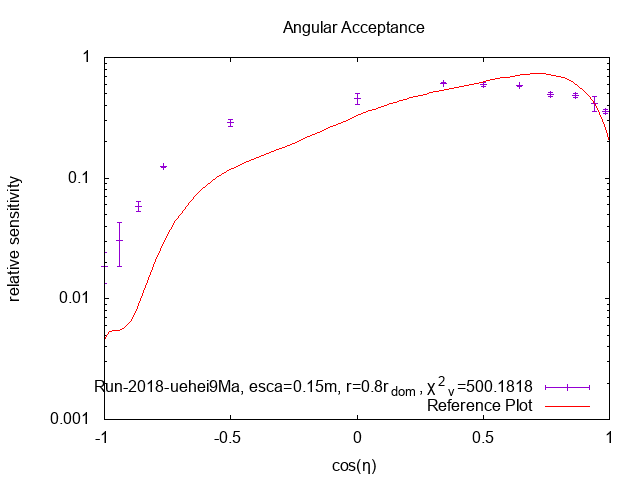 Angular Acceptance
1
0.1
0.01
0.001
relative sensitivity
Run-2018-uehei9Ma, esca=0.15m, r=0.8r_dom, χ²_ν=500.1818
Reference Plot
-1 -0.5 0 0.5 1
cos(η)